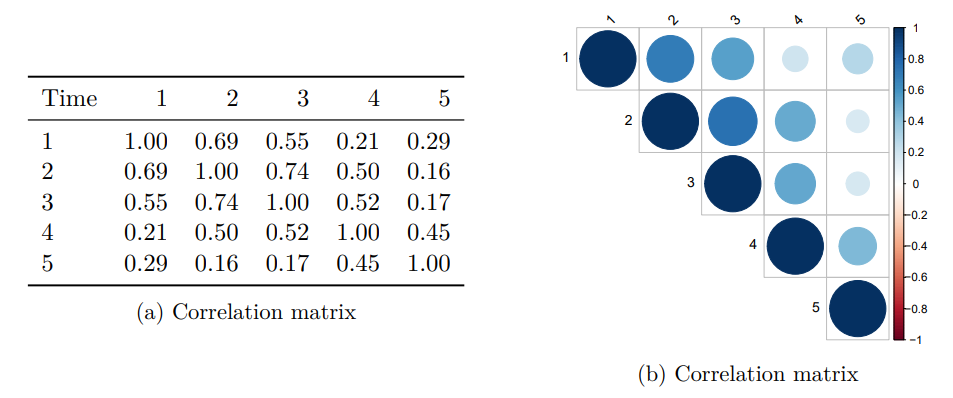 Time 1 2 3 4 5
1 1.00 0.69 0.55 0.21 0.29
2 0.69 1.00 0.74 0.50 0.16
3 0.55 0.74 1.00 0.52 0.17
4 0.21 0.50 0.52 1.00 0.45
5 0.29 0.16 0.17 0.45 1.00
(a) Correlation matrix
1 2 3 4 5
1
2
3
4
5
1
0.8
0.6
0.4
0.2
0
−0.2
−0.4
−0.6
−0.8
−1
(b) Correlation matrix